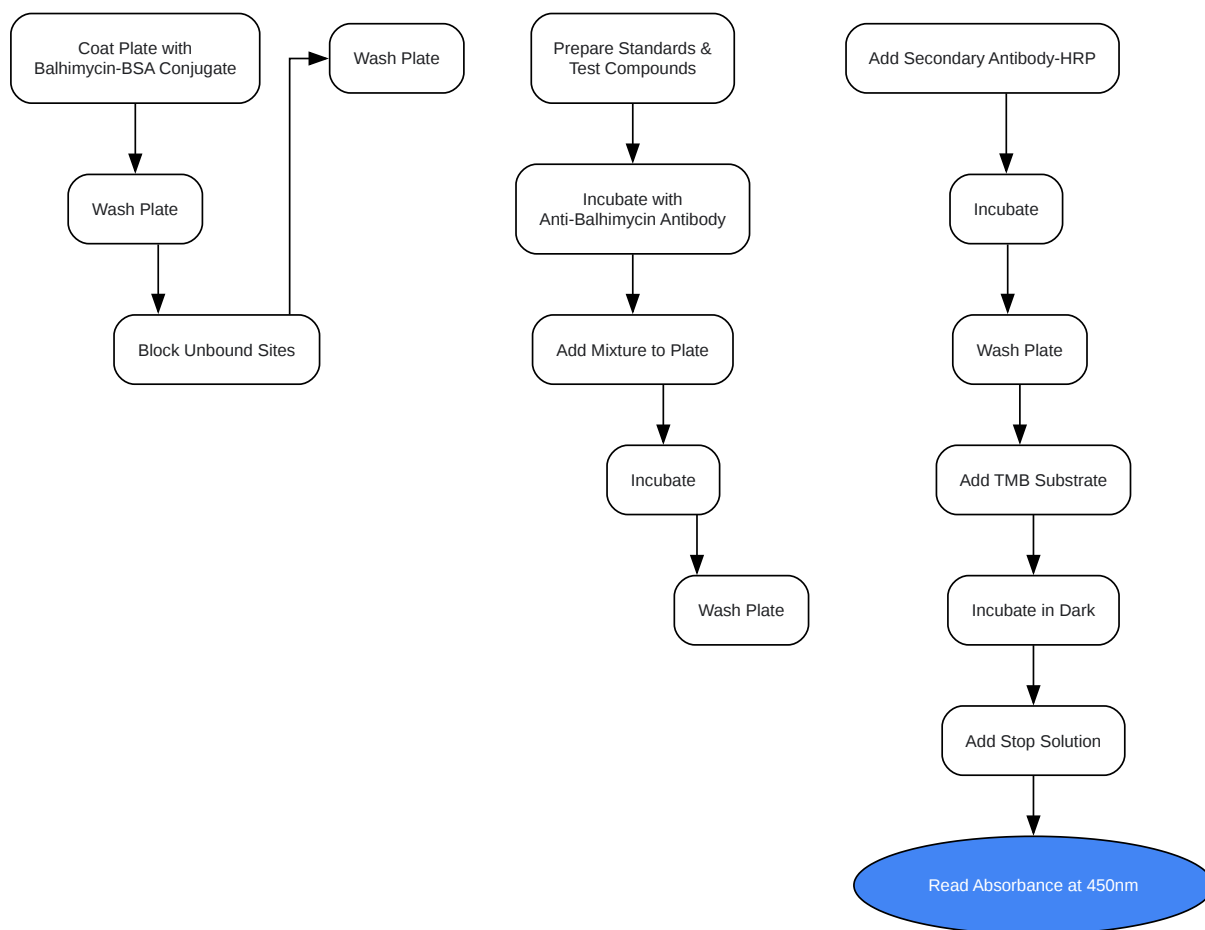 Coat Plate with
Balhimycin-BSA Conjugate
Wash Plate
Block Unbound Sites
Wash Plate
Prepare Standards &
Test Compounds
Incubate with
Anti-Balhimycin Antibody
Add Mixture to Plate
Incubate
Wash Plate
Add Secondary Antibody-HRP
Incubate
Wash Plate
Add TMB Substrate
Incubate in Dark
Add Stop Solution
Read Absorbance at 450nm